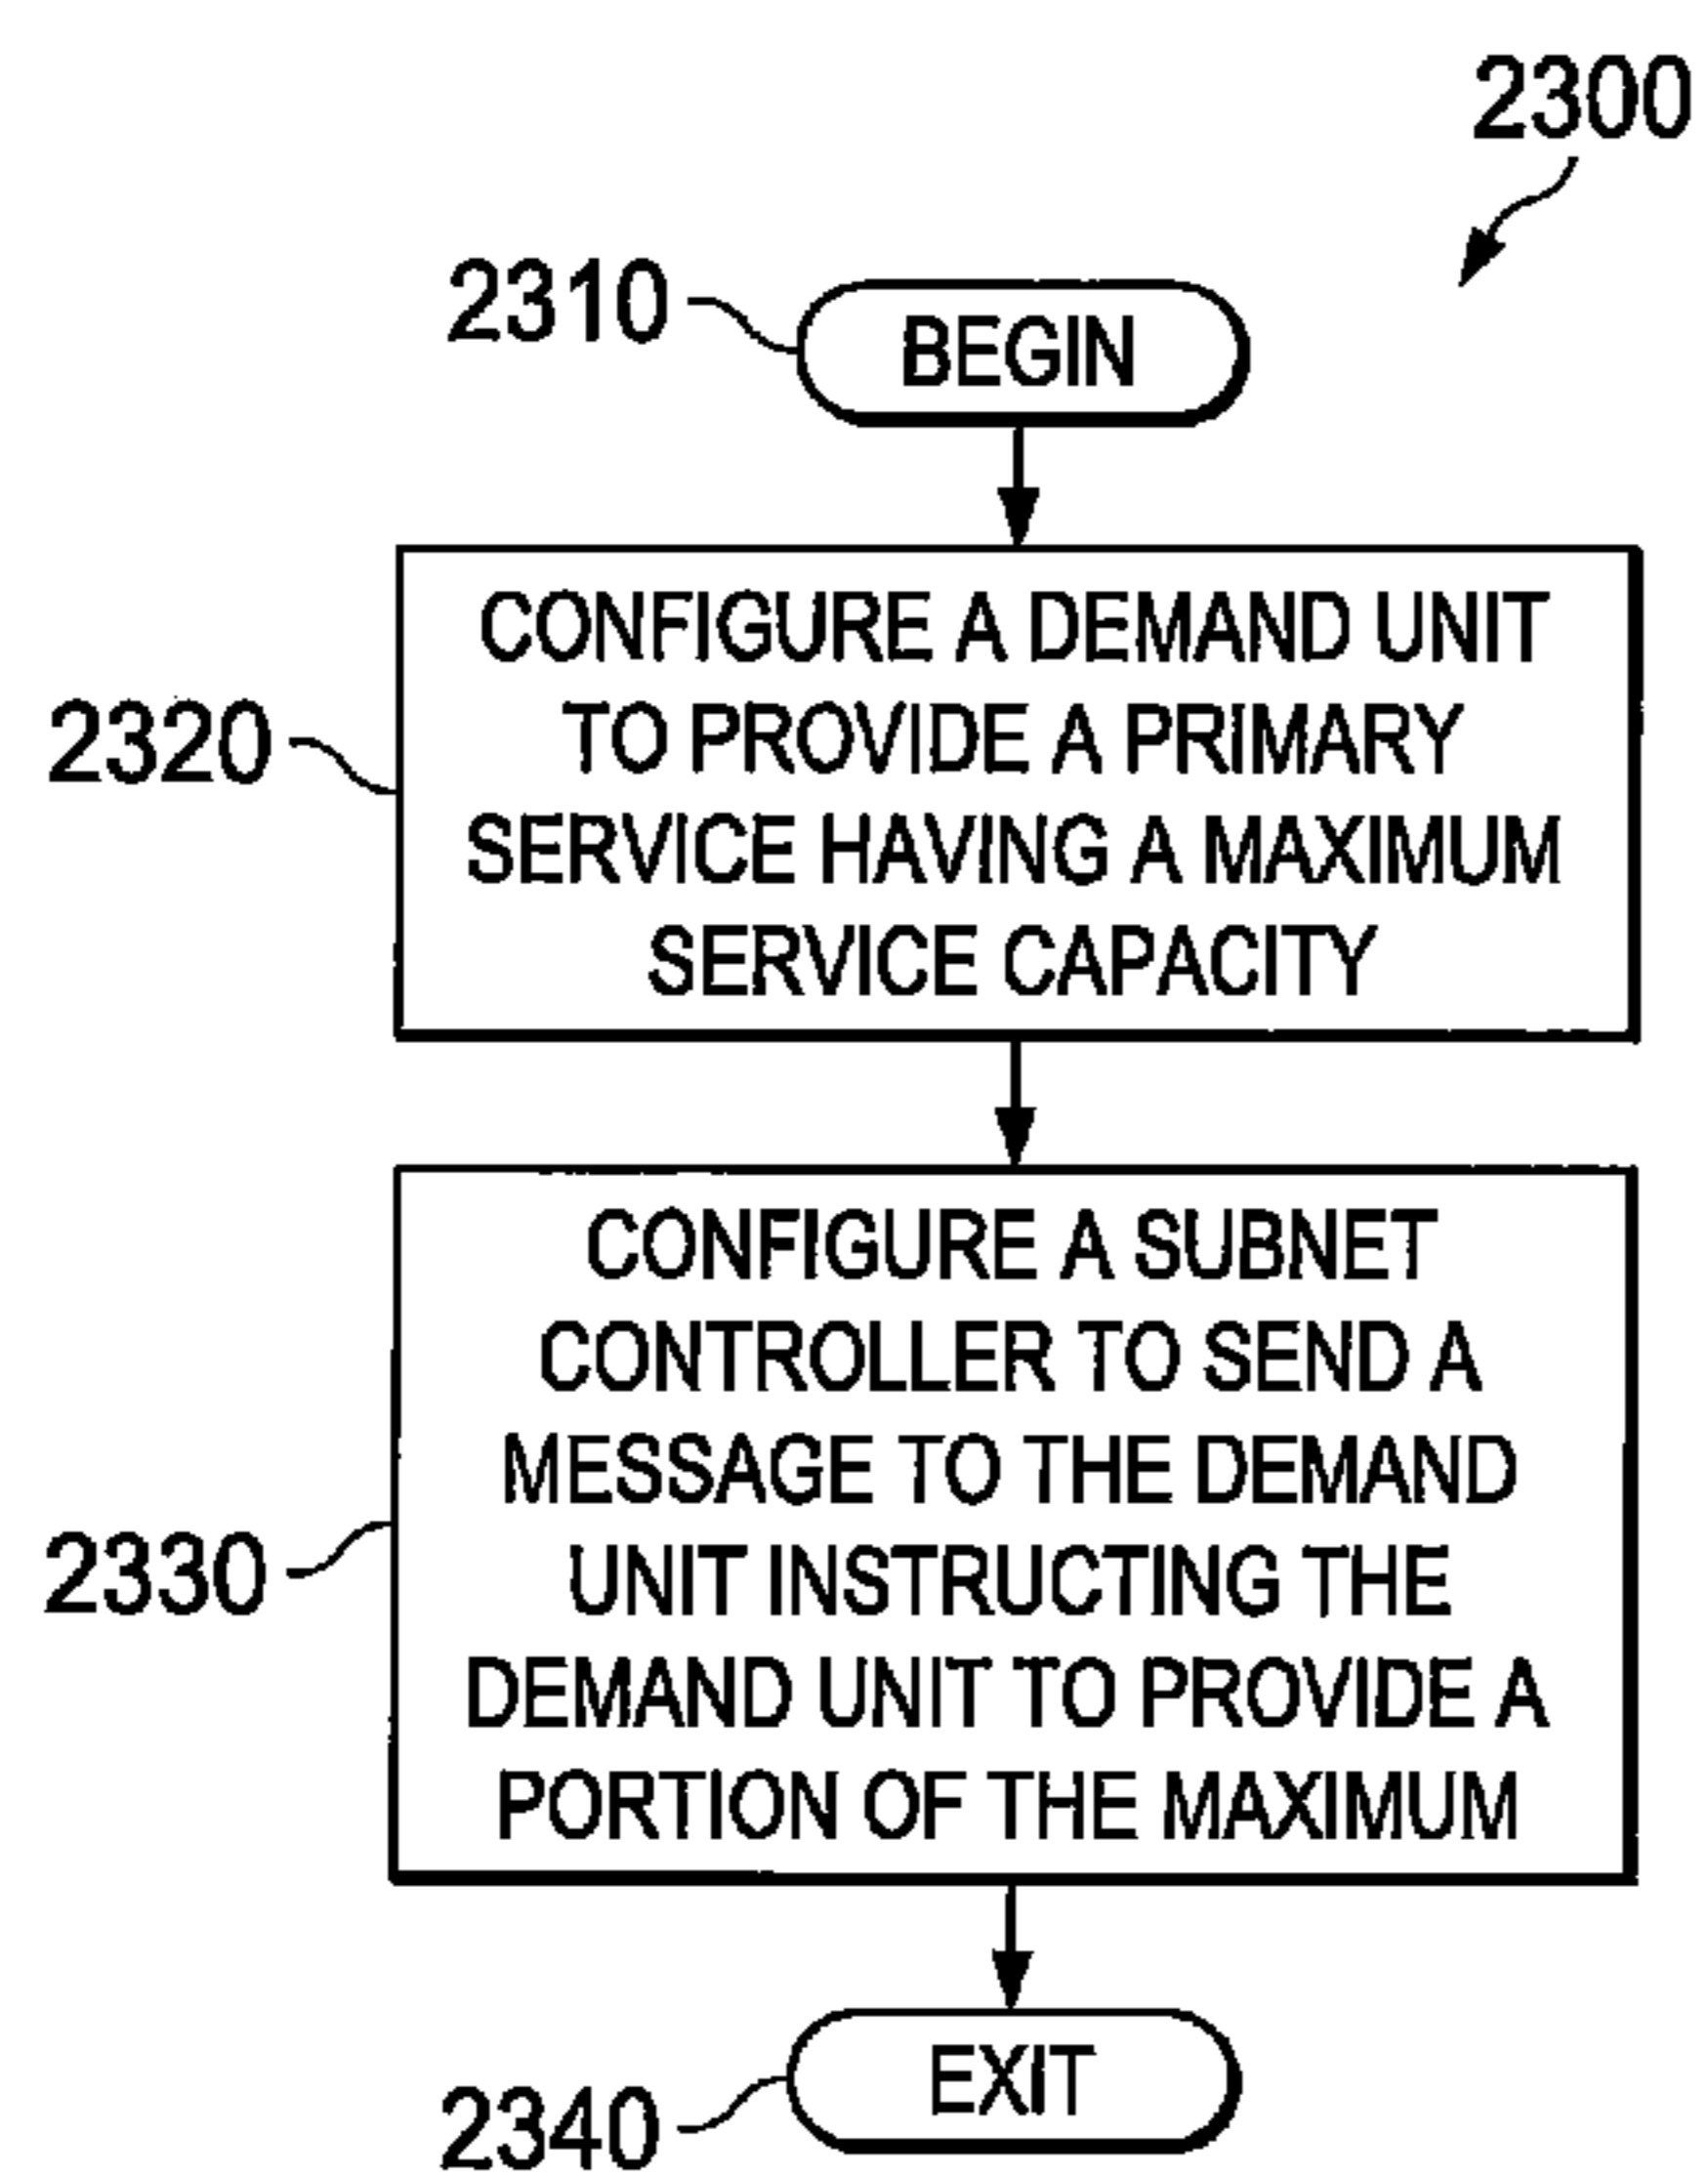 2300
2310
BEGIN
CONFIGURE A DEMAND UNIT
TO PROVIDE A PRIMARY
SERVICE HAVING A MAXIMUM
SERVICE CAPACITY
2320
CONFIGURE A SUBNET
CONTROLLER TO SEND A
MESSAGE TO THE DEMAND
UNIT INSTRUCTING THE
DEMAND UNIT TO PROVIDE A
PORTION OF THE MAXIMUM
2330
EXIT
2340